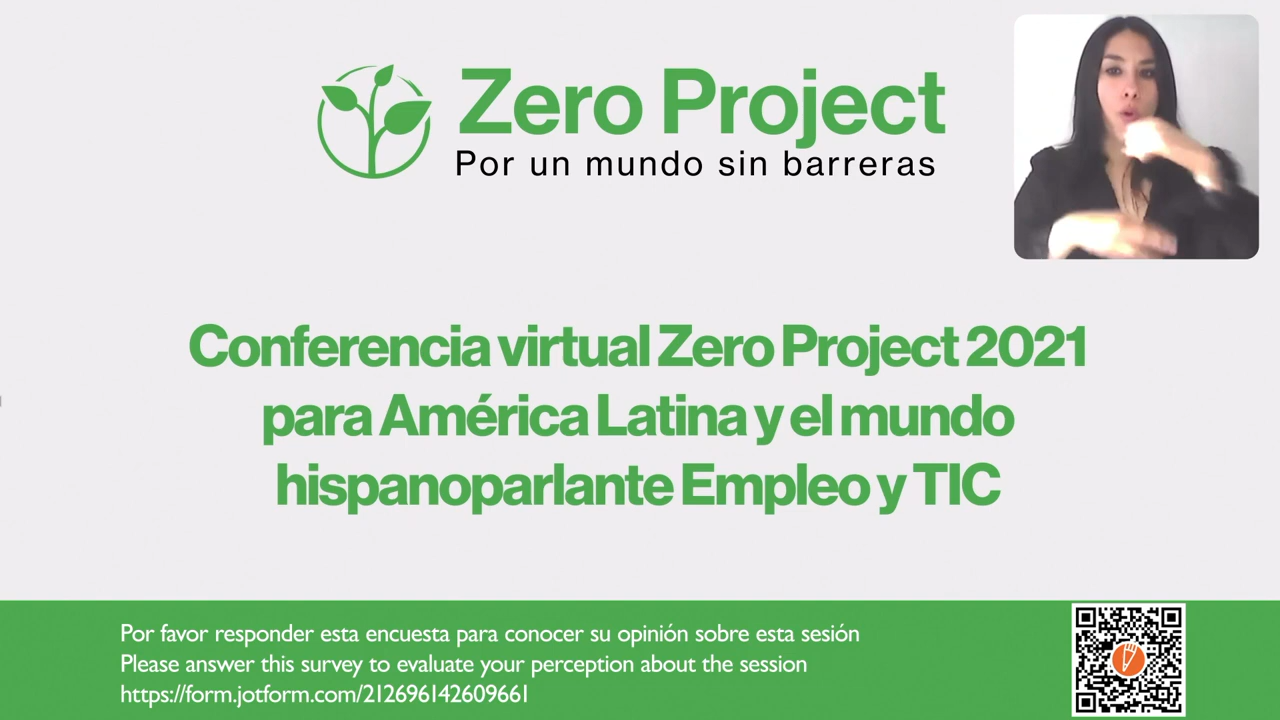 Zero Project
Por un mundo sin barreras
Conferencia virtual Zero Project 2021
para América Latina y el mundo
hispanoparlante Empleo y TIC
Por favor responder esta encuesta para conocer su opinión sobre esta sesión
Please answer this survey to evaluate your perception about the session
https://form.jotform.com/212696142609661